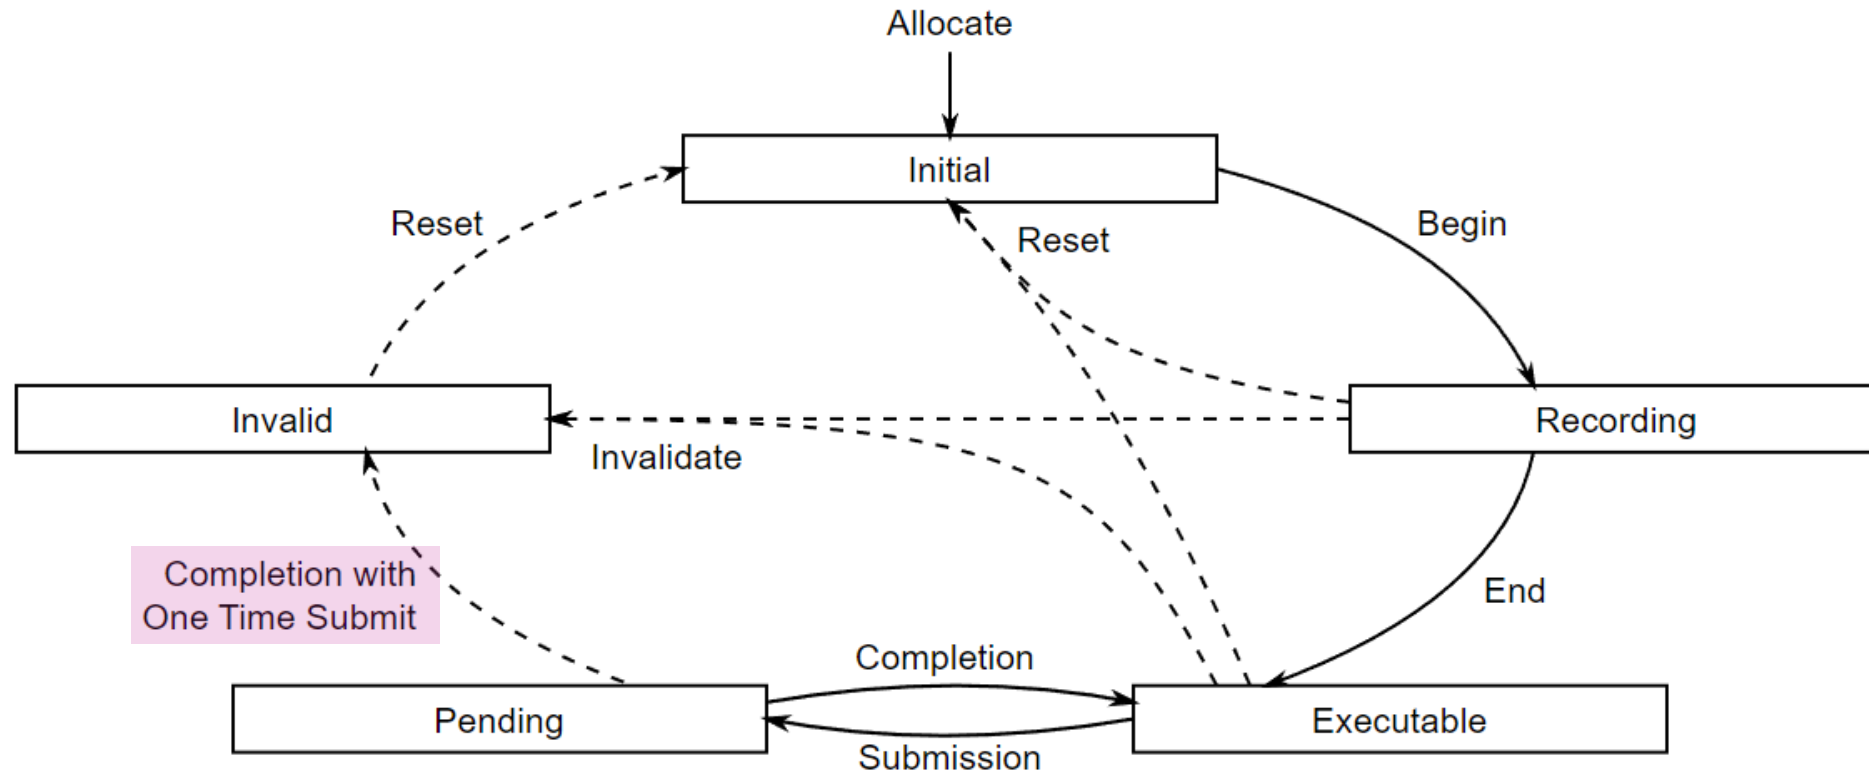 Allocate
Initial
Reset
Reset
Begin
Invalid
Recording
Invalidate
Completion with
One Time Submit
End
Completion
Pending
Executable
Submission